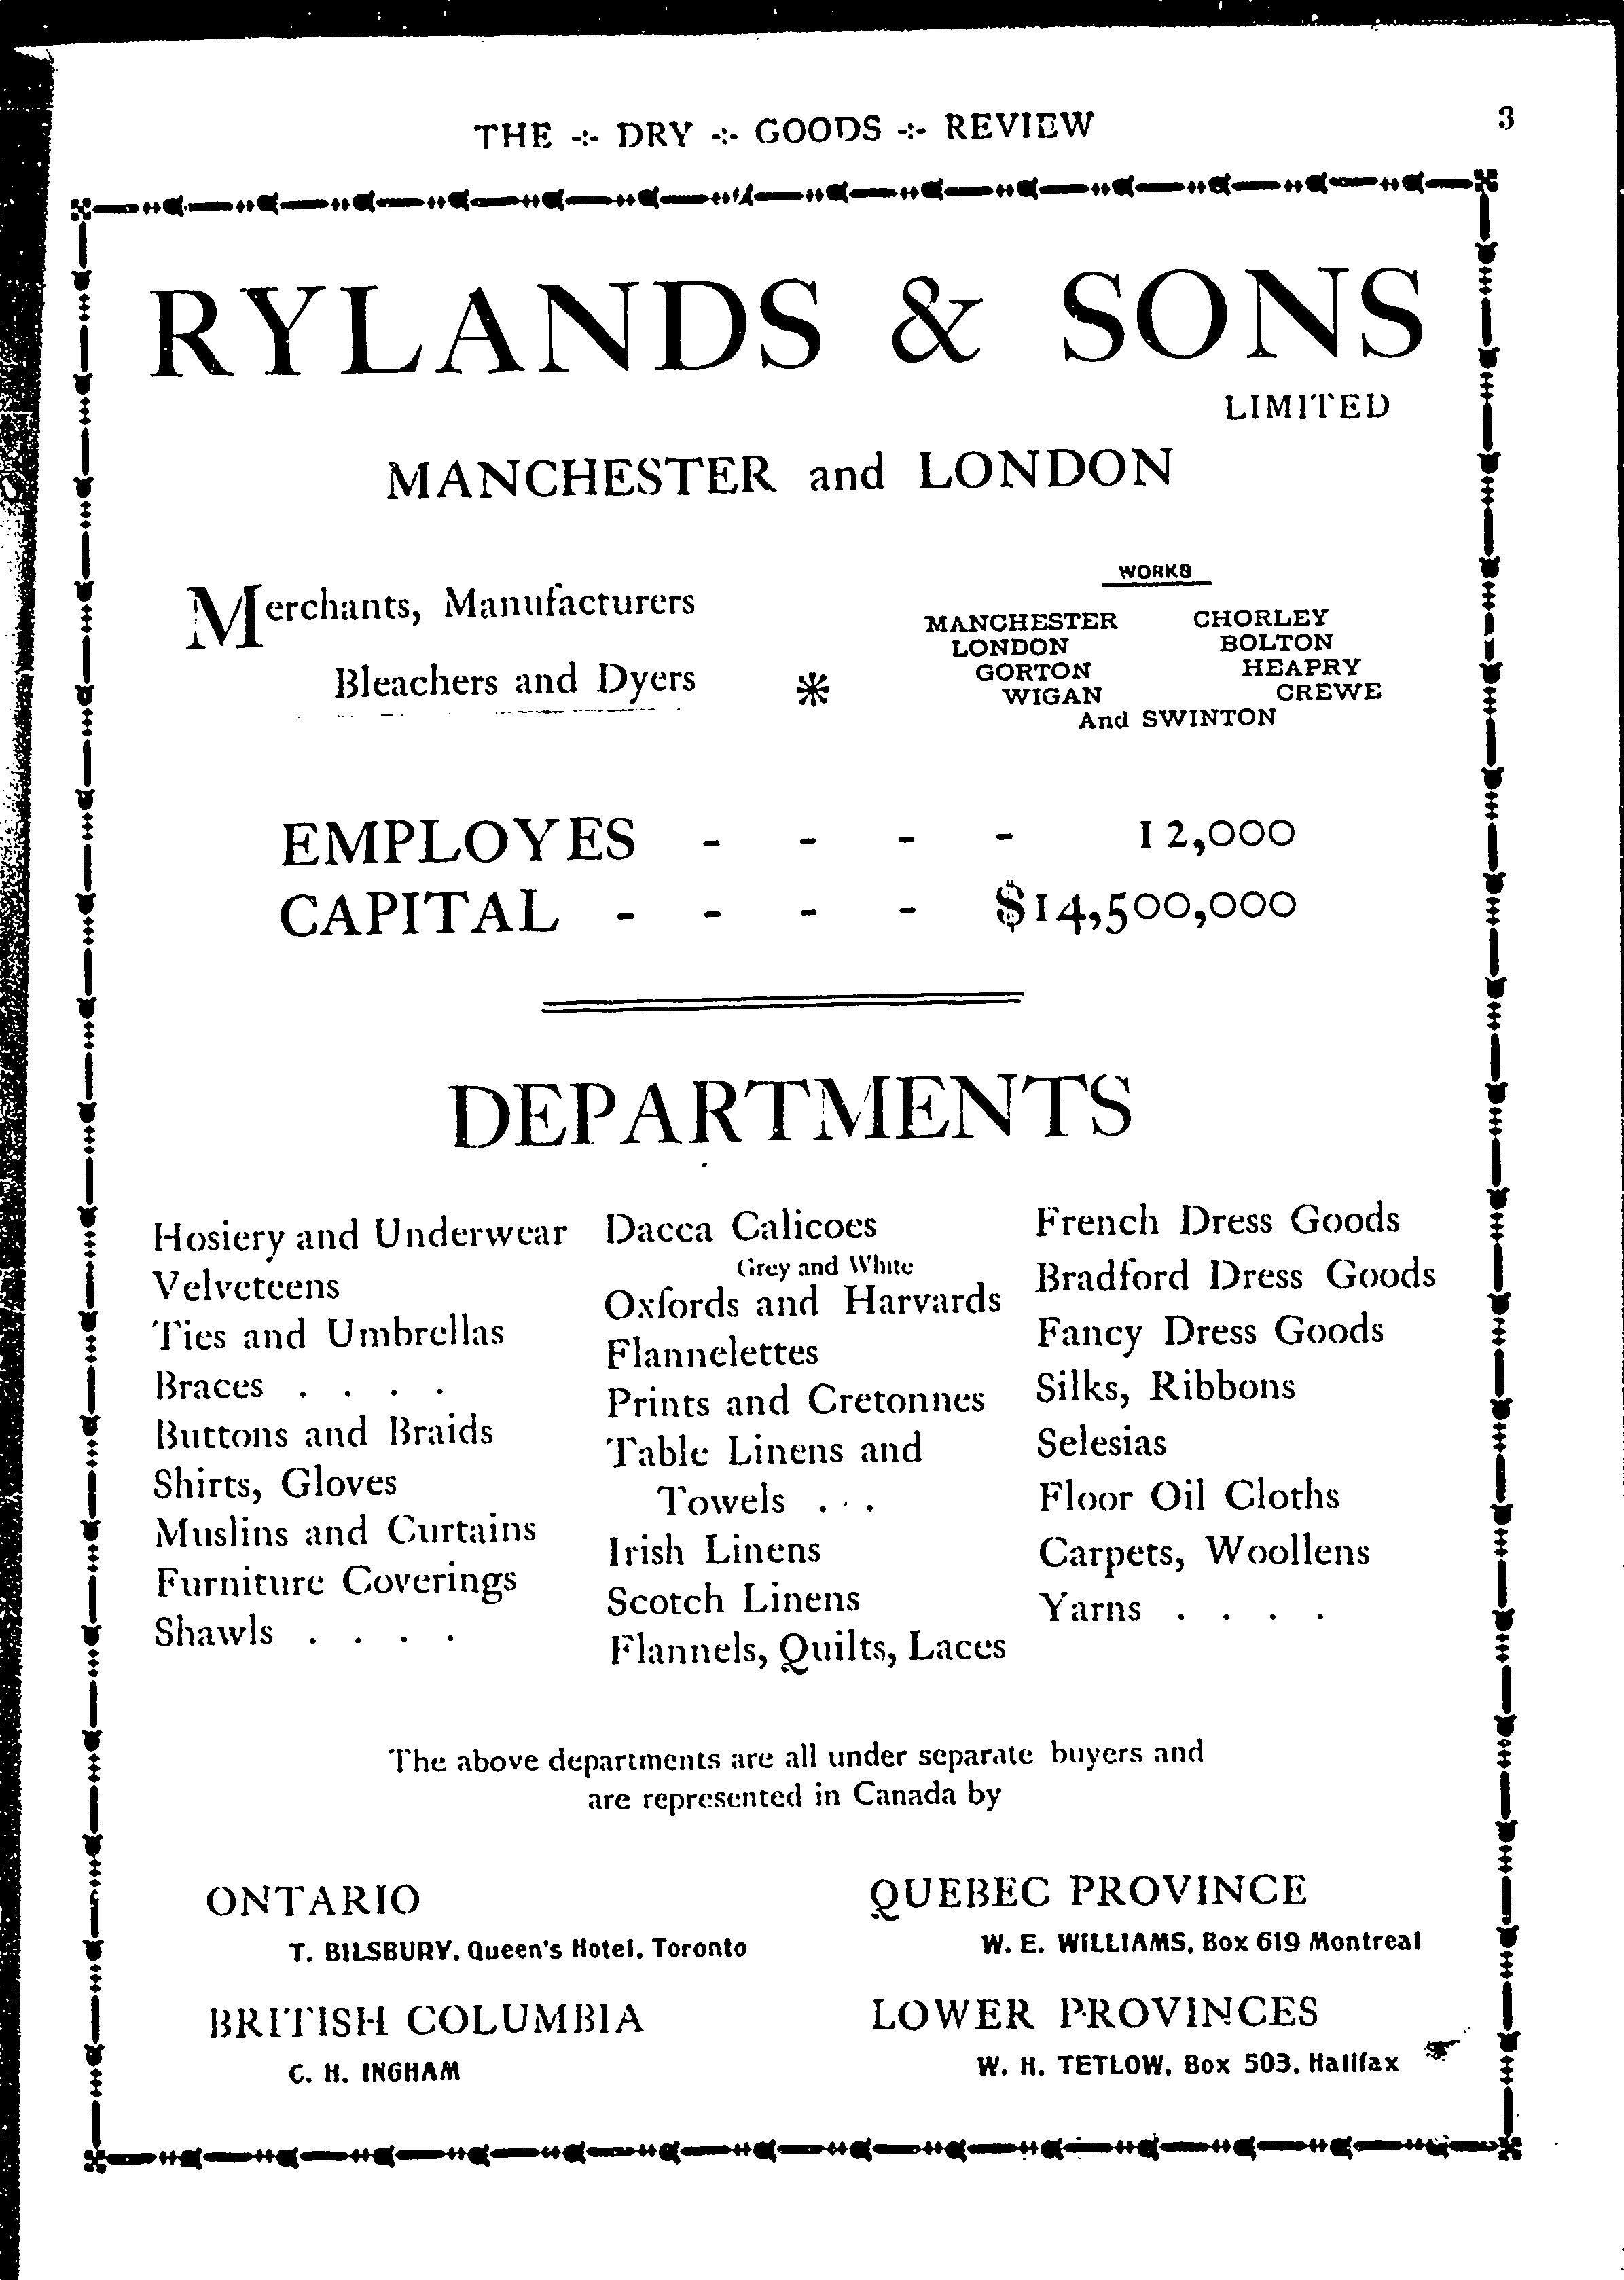 THE -:- DRY -:- GOODS -:- REVIEW
3
RYLANDS & SONS
LIMITED
MANCHESTER and LONDON
Merchants, Manufacturers
Bleachers and Dyers
*
WORKS
MANCHESTER CHORLEY
LONDON BOLTON
GORTON HEAPRY
WIGAN CREWE
And SWINTON
EMPLOYES - - - - 12,000
CAPITAL - - - - $14,500,000
DEPARTMENTS
Hosiery and Underwear
Velveteens
Ties and Umbrellas
Braces . . . .
Buttons and Braids
Shirts, Gloves
Muslins and Curtains
Furniture Coverings
Shawls . . . .
Dacca Calicoes
Grey and White
Oxfords and Harvards
Flannelettes
Prints and Cretonnes
Table Linens and
Towels . . .
Irish Linens
Scotch Linens
Flannels, Quilts, Laces
French Dress Goods
Bradford Dress Goods
Fancy Dress Goods
Silks, Ribbons
Selesias
Floor Oil Cloths
Carpets, Woollens
Yarns . . . .
The above departments are all under separate buyers and
are represented in Canada by
ONTARIO
T. BILSBURY, Queen's Hotel, Toronto
QUEBEC PROVINCE
W. E. WILLIAMS, Box 619 Montreal
BRITISH COLUMBIA
C. H. INGHAM
LOWER PROVINCES
W. H. TETLOW, Box 503, Halifax